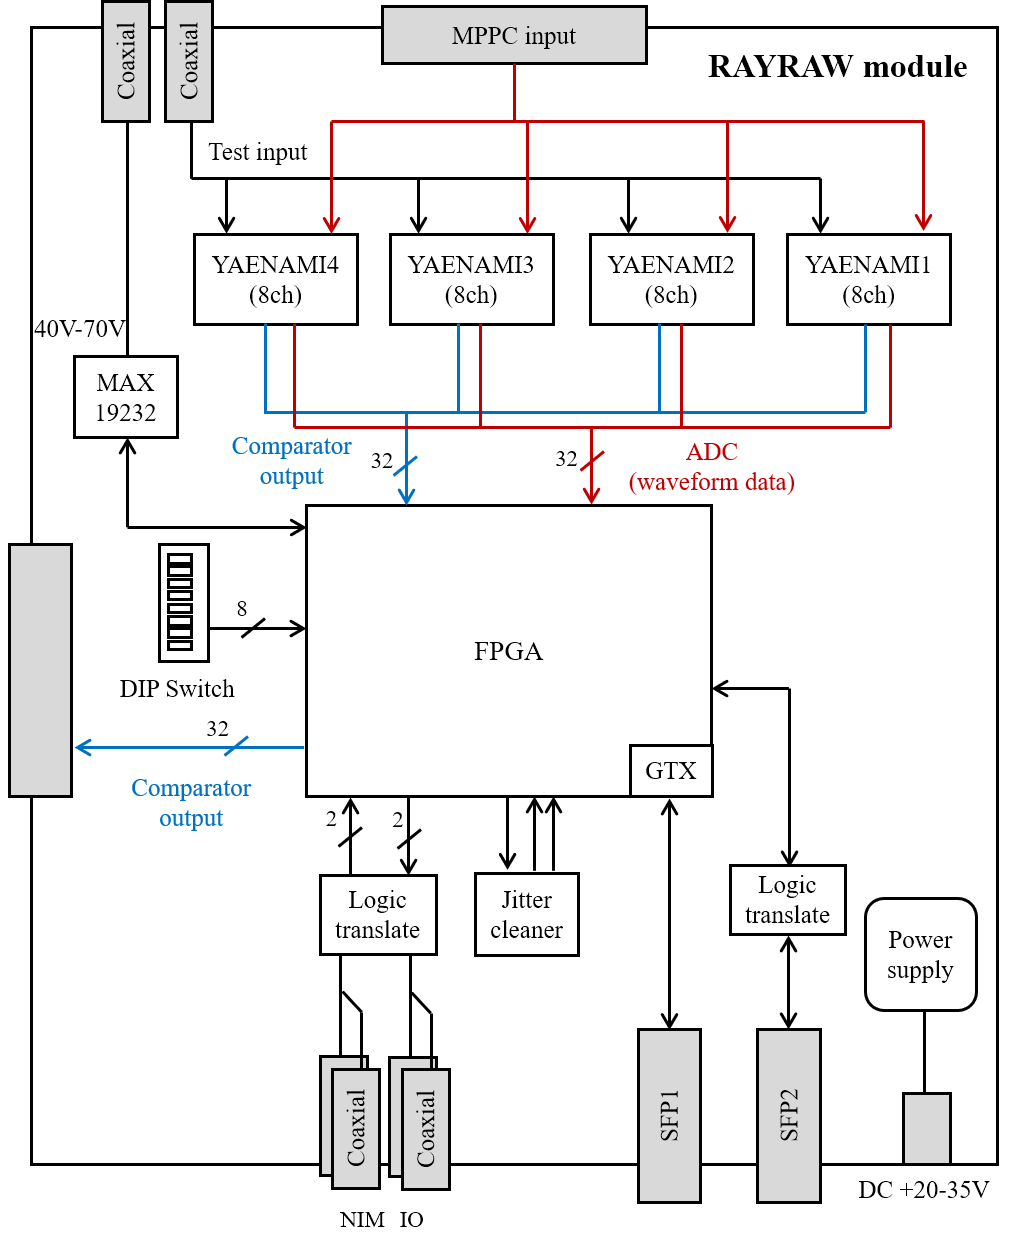 Coaxial
Coaxial
MPPC input
RAYRAW module
Test input
YAENAMI4
(8ch)
YAENAMI3
(8ch)
YAENAMI2
(8ch)
YAENAMI1
(8ch)
40V-70V
MAX
19232
Comparator
output
32
32
ADC
(waveform data)
8
DIP Switch
FPGA
32
Comparator
output
GTX
2
2
Logic
translate
Jitter
cleaner
Logic
translate
Power
supply
Coaxial
Coaxial
SFP1
SFP2
DC +20-35V
NIM IO